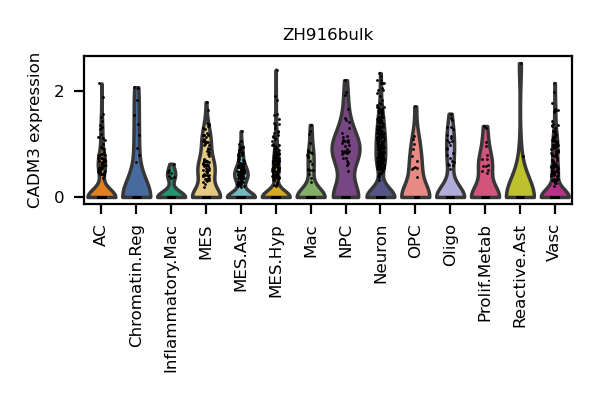 ZH916bulk
CADM3 expression
2
0
AC
Chromatin.Reg
Inflammatory.Mac
MES
MES.Ast
MES.Hyp
Mac
NPC
Neuron
OPC
Oligo
Prolif.Metab
Reactive.Ast
Vasc